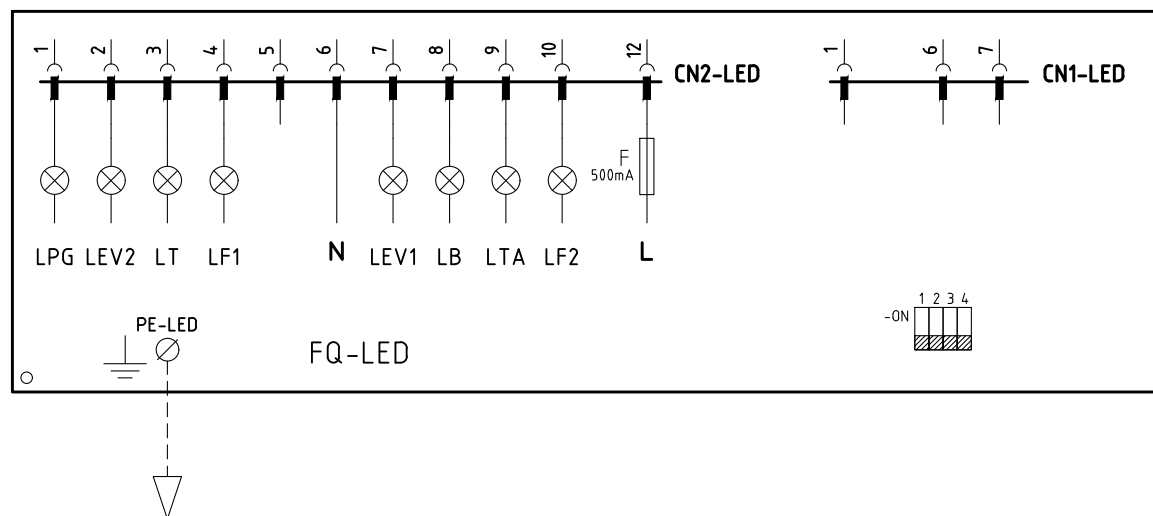 1 2 3 4 5 6 7 8 9 10 12 CN2-LED
1 6 7 CN1-LED
F
500mA
LPG LEV2 LT LF1 N LEV1 LB LTA LF2 L
1 2 3 4
-ON
PE-LED
FQ-LED